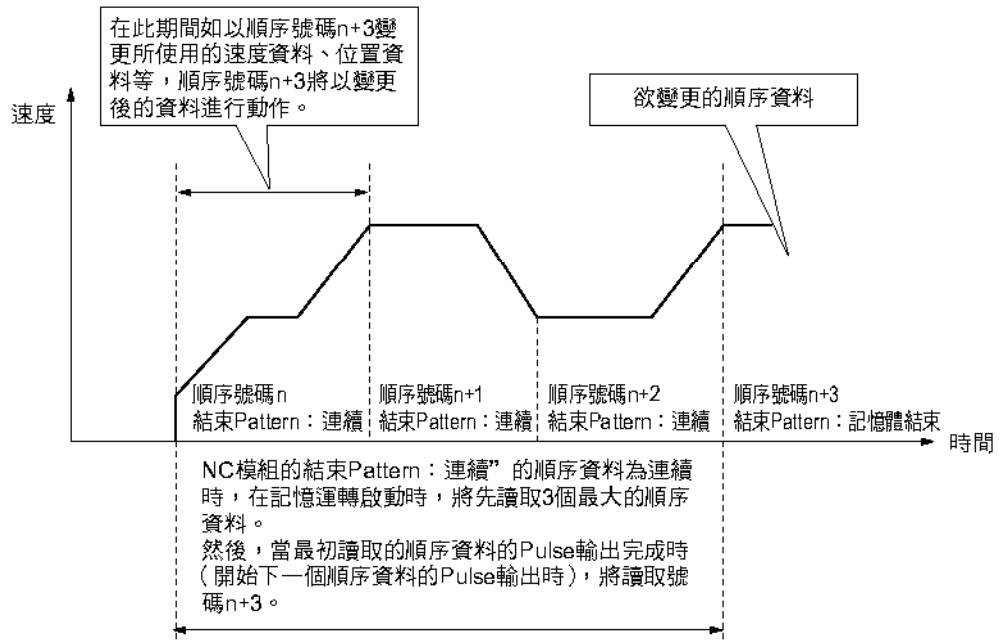 在此期間如以順序號碼n+3變
更所使用的速度資料、位置資
料等，順序號碼n+3將以變更
後的資料進行動作。
欲變更的順序資料
速度
順序號碼n
結束Pattern：連續
順序號碼n+1
結束Pattern：連續
順序號碼n+2
結束Pattern：連續
順序號碼n+3
結束Pattern：記憶體結束
時間
NC模組的結束Pattern：連續”的順序資料為連續
時，在記憶運轉啟動時，將先讀取3個最大的順序
資料。
然後，當最初讀取的順序資料的Pulse輸出完成時
（開始下一個順序資料的Pulse輸出時），將讀取號
碼n+3。